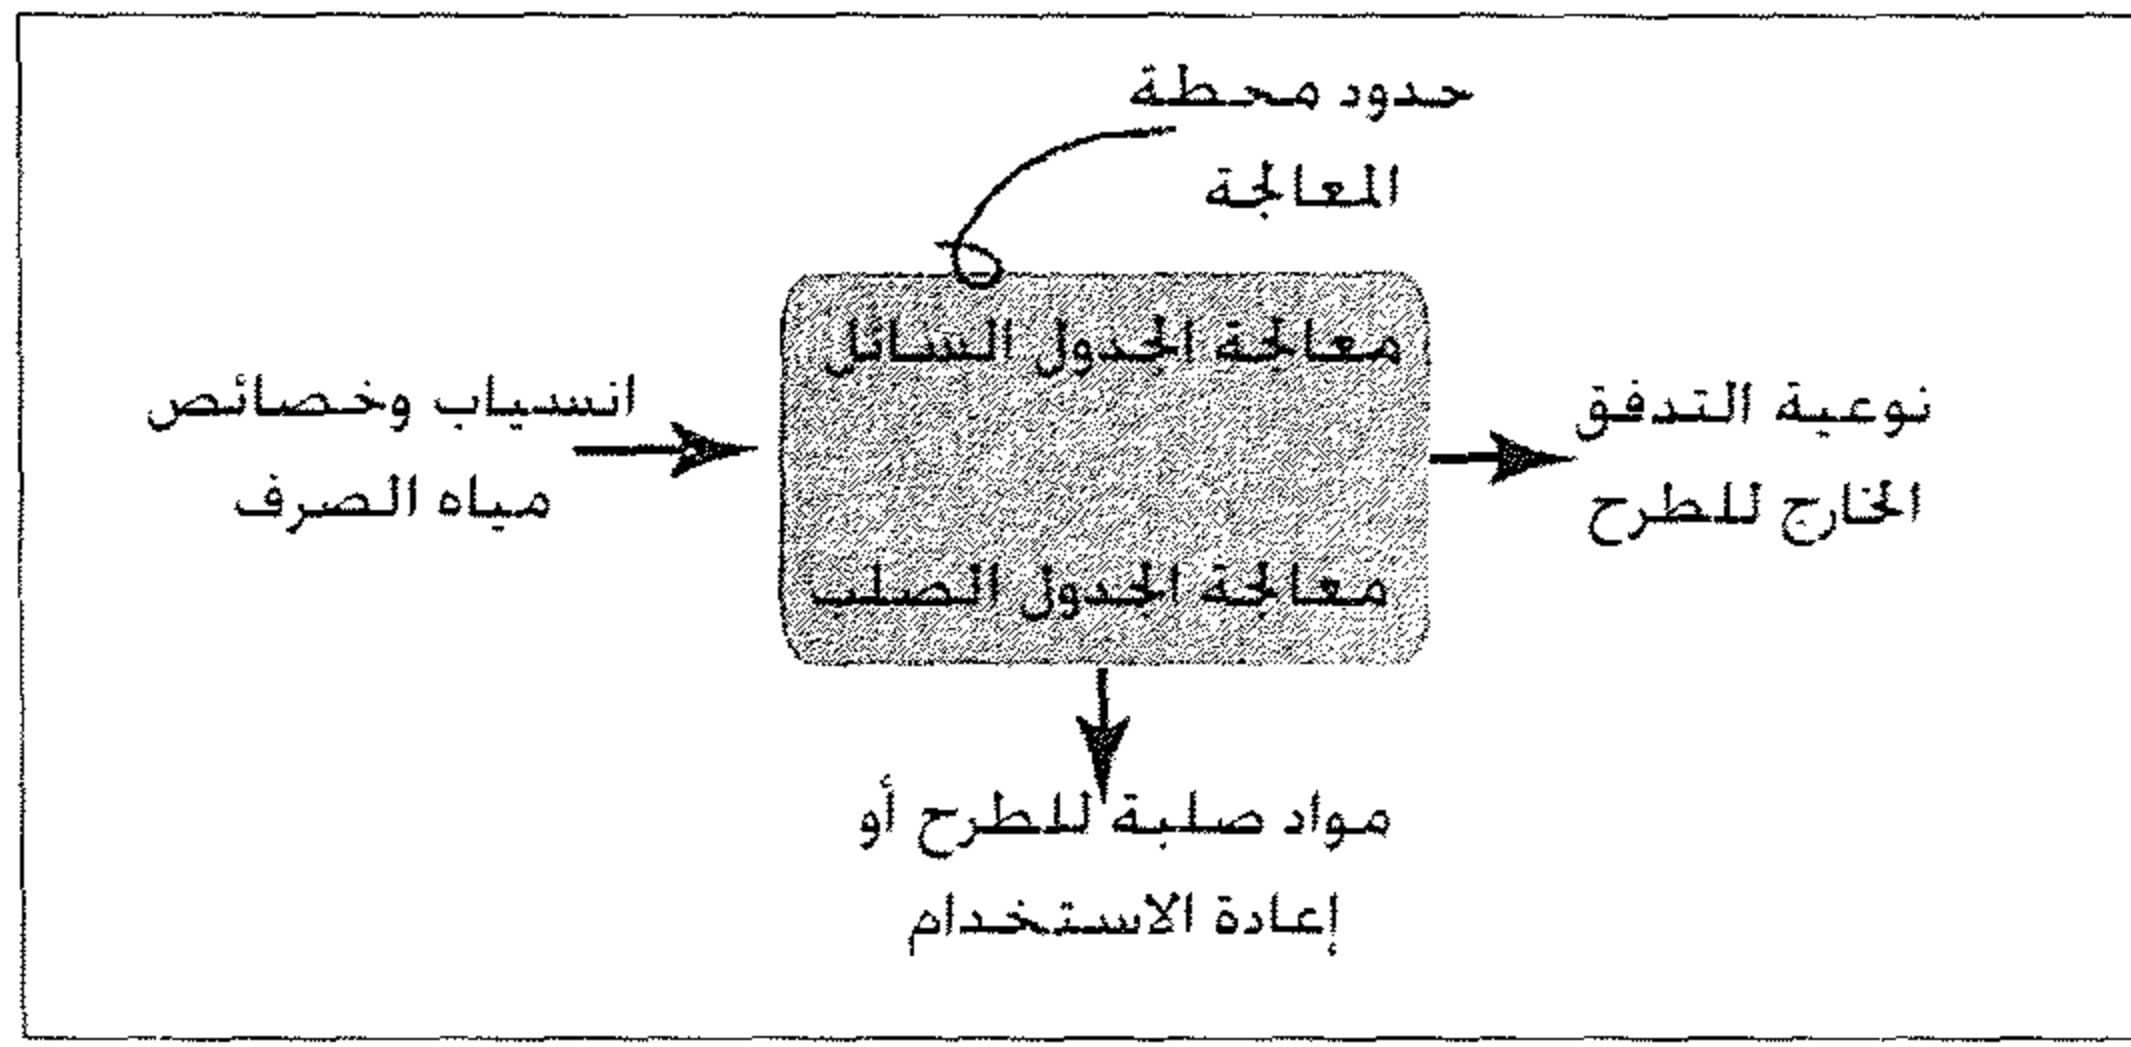 حدود محطة
المعالجة
معالجة الجدول السائل
معالجة الجدول الصلب
انسياب وخصائص
مياه الصرف
نوعية التدفق
الخارج للطرح
مواد صلبة للطرح أو
إعادة الاستخدام